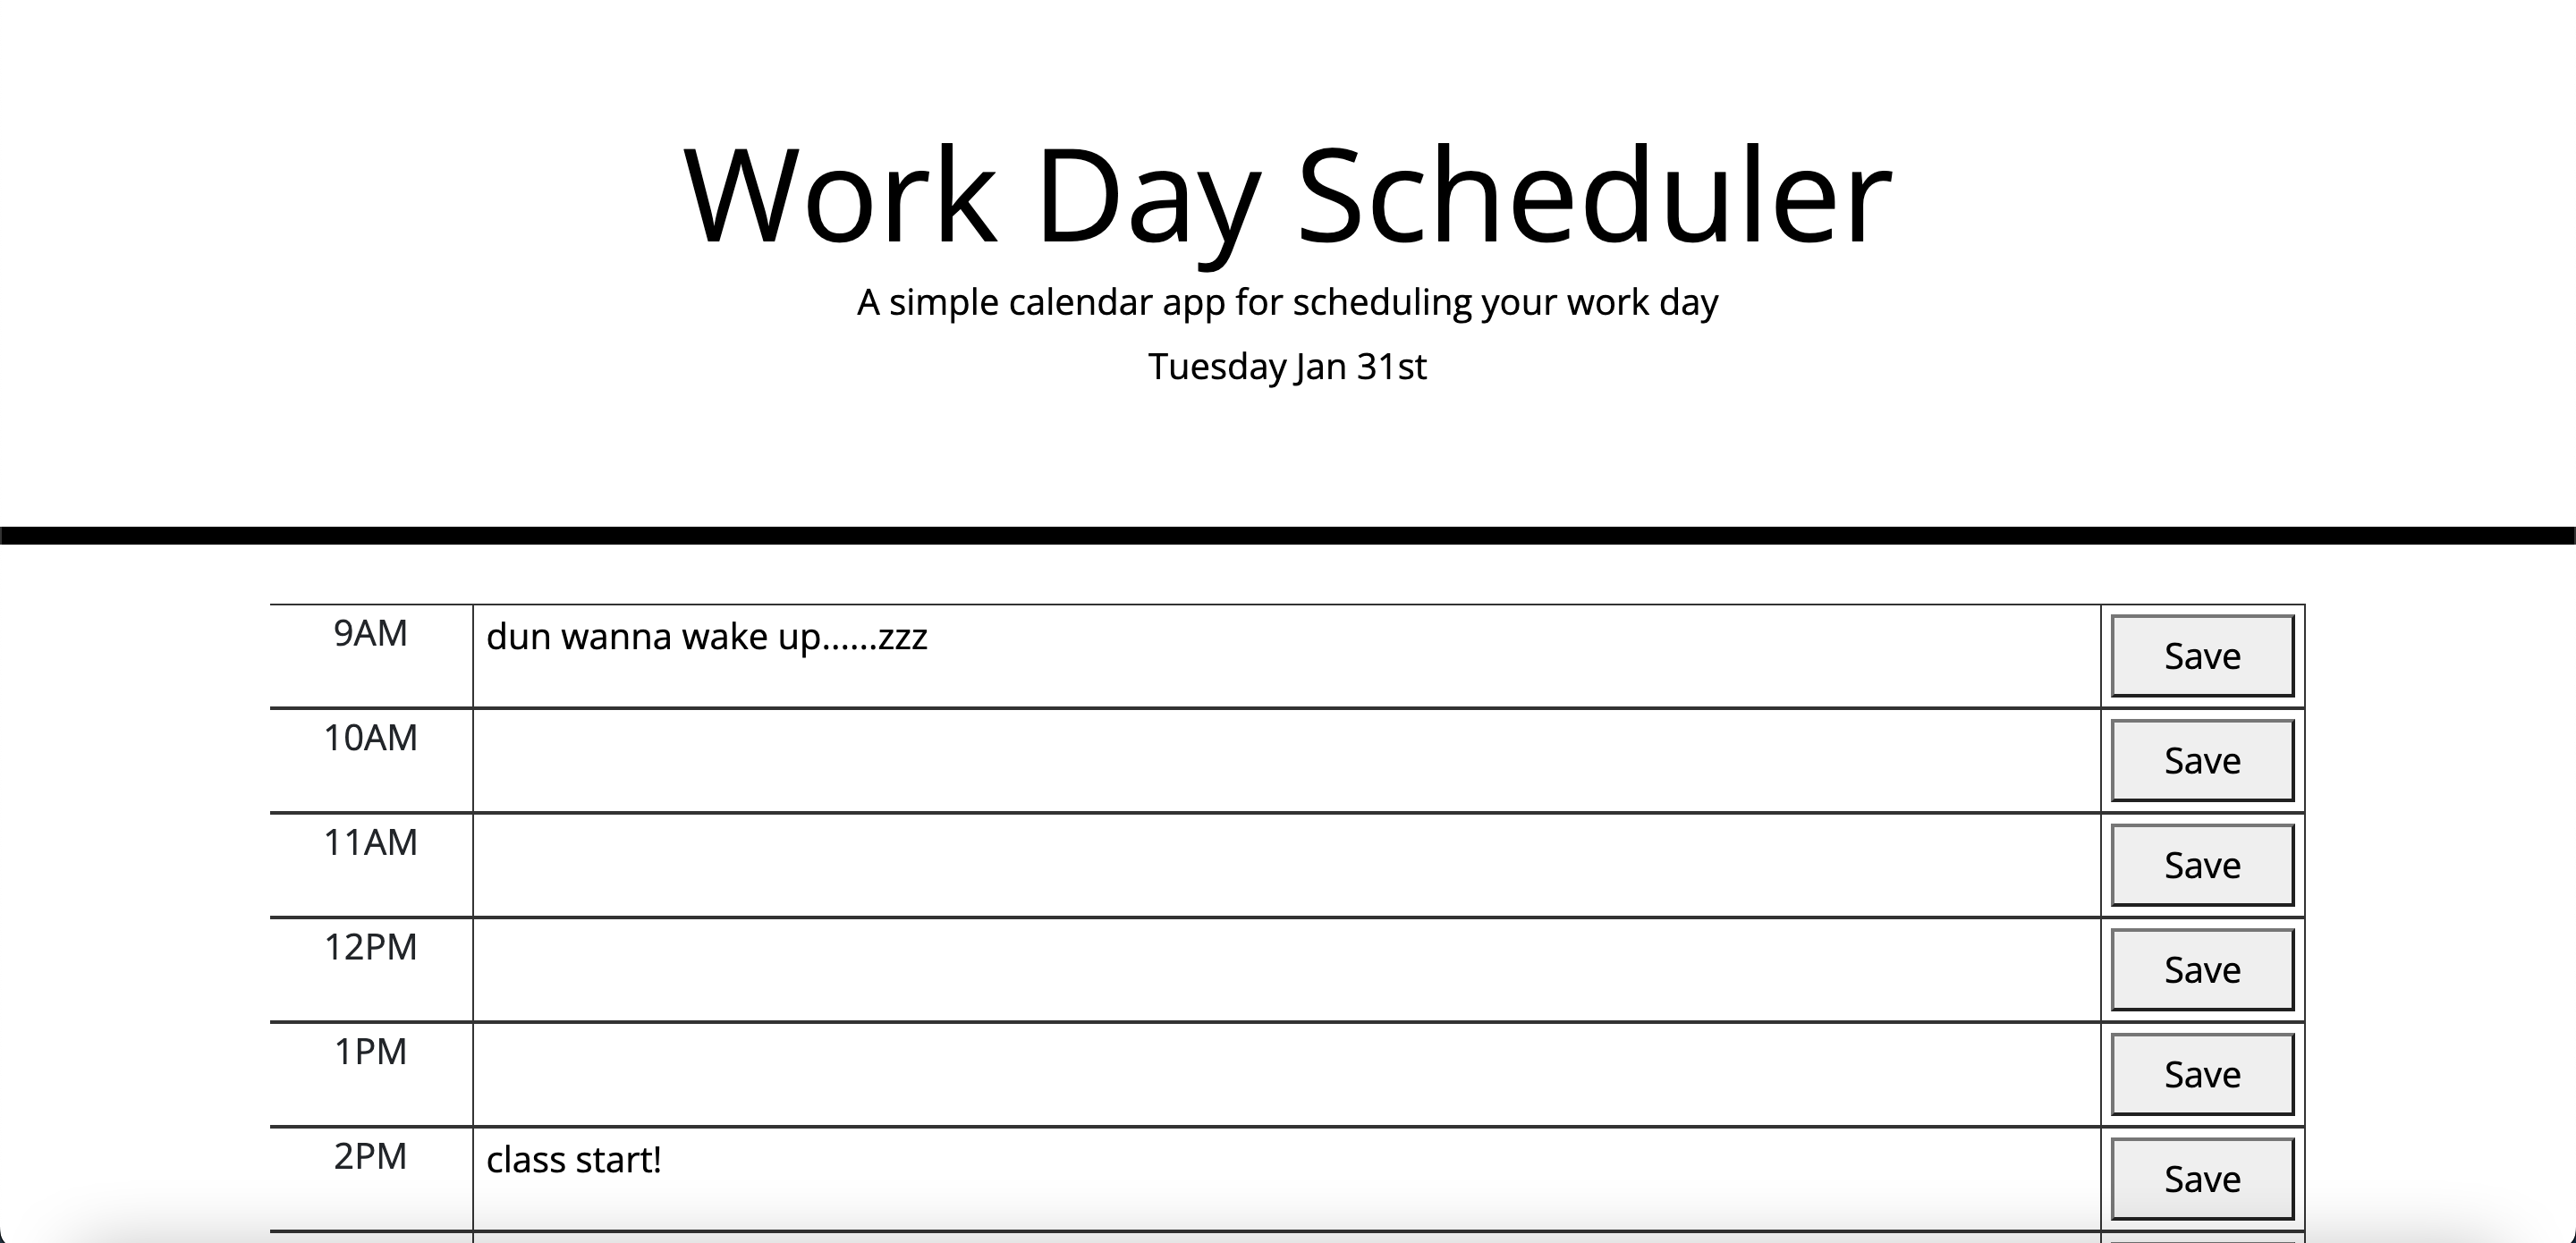 Work Day Scheduler
A simple calendar app for scheduling your work day
Tuesday Jan 31st
9AM dun wanna wake up......zzz Save
10AM Save
11AM Save
12PM Save
1PM Save
2PM class start! Save